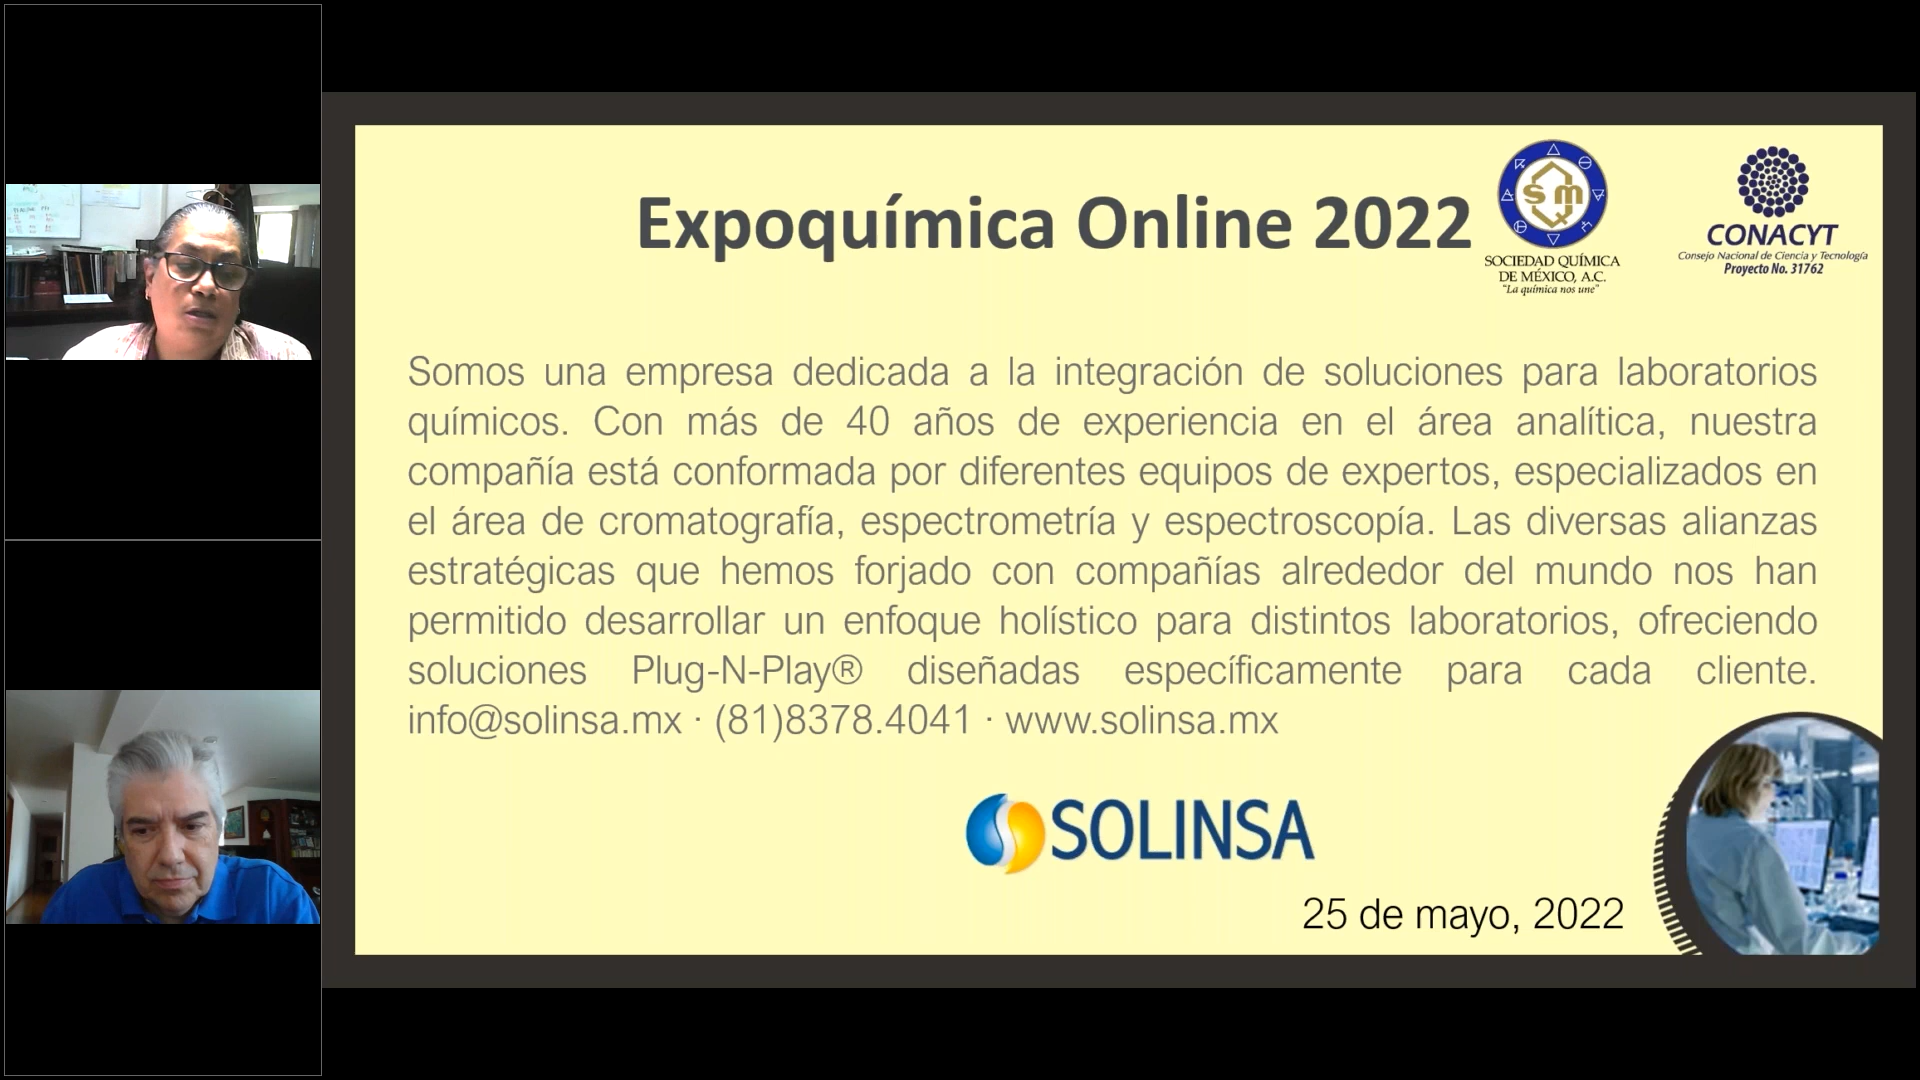 Expoquímica Online 2022
SQM
SOCIEDAD QUÍMICA
DE MÉXICO, A.C.
"La química nos une"
CONACYT
Consejo Nacional de Ciencia y Tecnología
Proyecto No. 31762
Somos una empresa dedicada a la integración de soluciones para laboratorios
químicos. Con más de 40 años de experiencia en el área analítica, nuestra
compañía está conformada por diferentes equipos de expertos, especializados en
el área de cromatografía, espectrometría y espectroscopía. Las diversas alianzas
estratégicas que hemos forjado con compañías alrededor del mundo nos han
permitido desarrollar un enfoque holístico para distintos laboratorios, ofreciendo
soluciones Plug-N-Play® diseñadas específicamente para cada cliente.
info@solinsa.mx · (81)8378.4041 · www.solinsa.mx
SOLINSA
25 de mayo, 2022